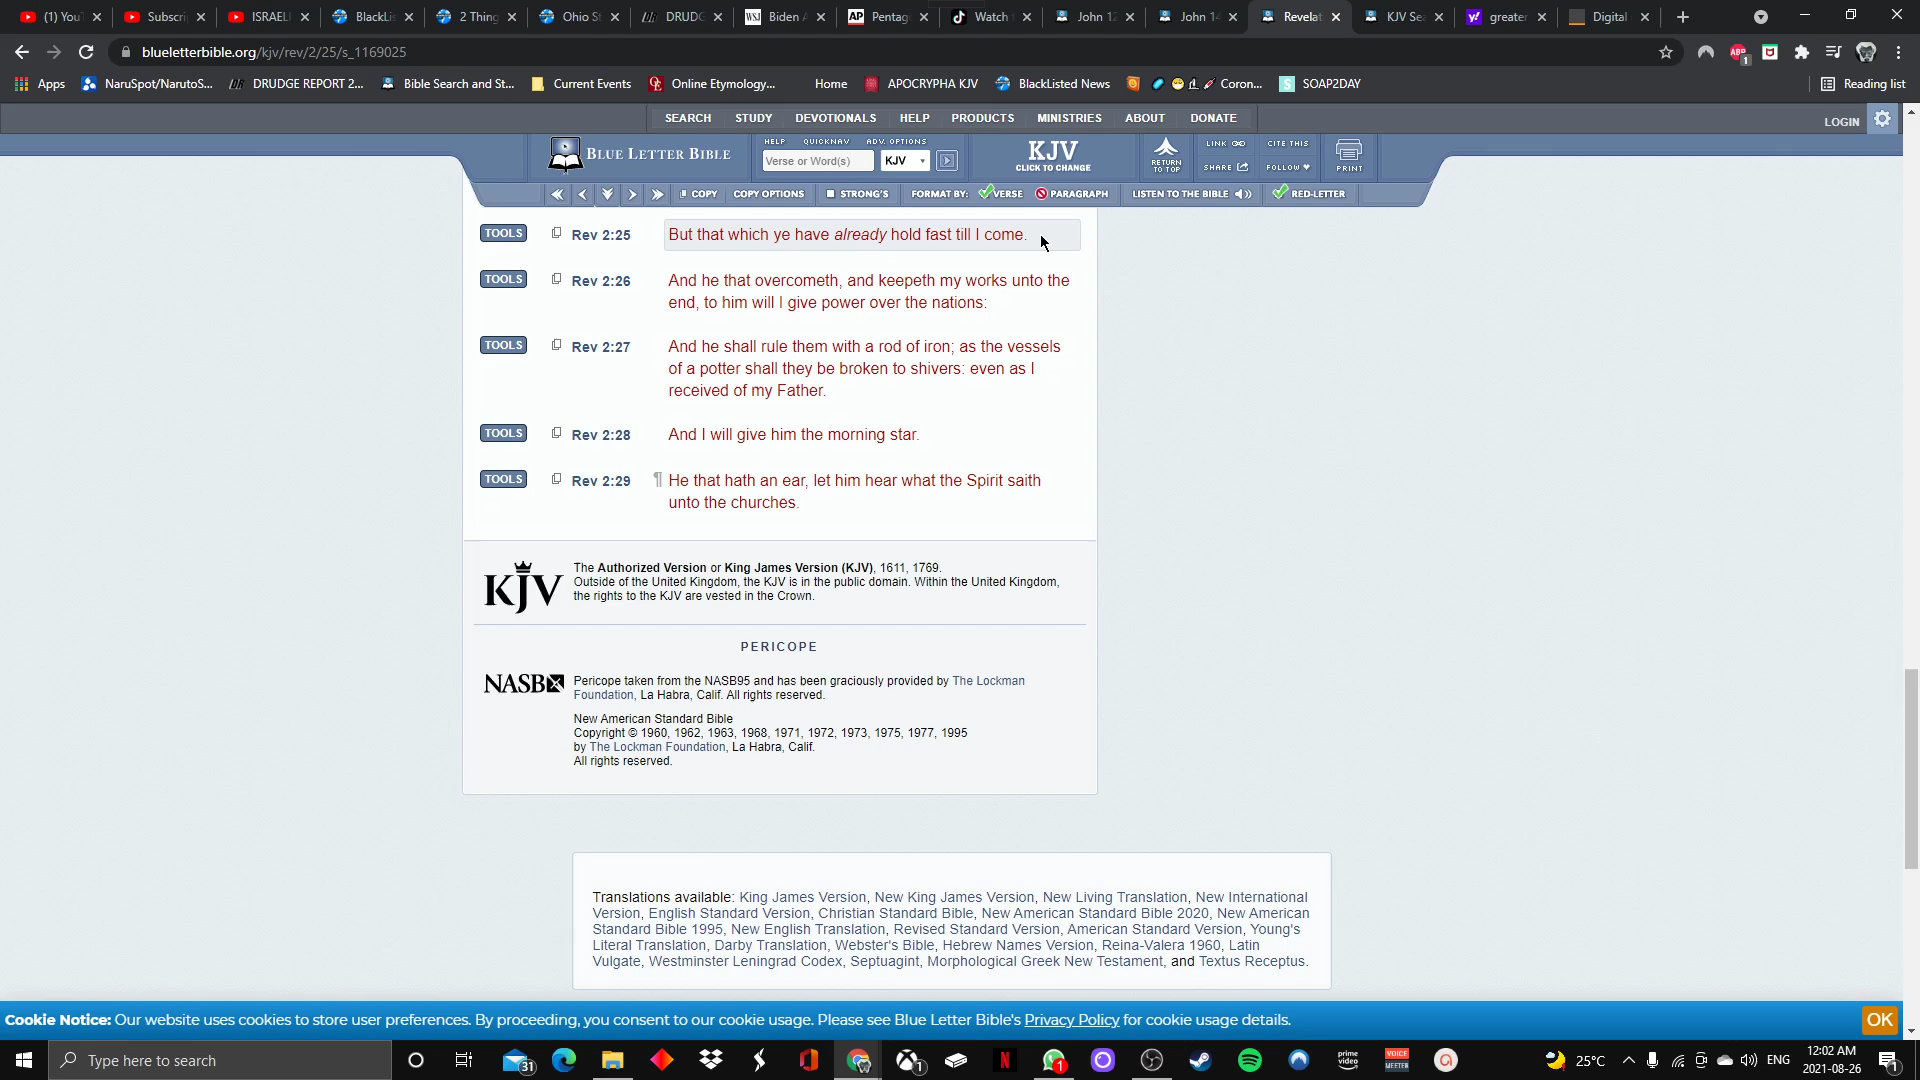 (1) YouT
Subscri
ISRAEL
BlackLis
2 Thing
Ohio St
DRUDG
WSJ Biden A
AP Pentag
Watch
John 12
John 14
Revelat
KJV Sea
greater
Digital
blueletterbible.org/kjv/rev/2/25/s_1169025
Apps NaruSpot/NarutoS... DRUDGE REPORT 2... Bible Search and St... Current Events Online Etymology... Home APOCRYPHA KJV BlackListed News Coron... SOAP2DAY Reading list
SEARCH STUDY DEVOTIONALS HELP PRODUCTS MINISTRIES ABOUT DONATE LOGIN
HELP QUICKNAV ADV. OPTIONS
BLUE LETTER BIBLE
Verse or Word(s) KJV
KJV
CLICK TO CHANGE
RETURN
TO TOP
LINK CITE THIS
SHARE FOLLOW PRINT
COPY COPY OPTIONS STRONG'S FORMAT BY: VERSE PARAGRAPH LISTEN TO THE BIBLE RED-LETTER
TOOLS Rev 2:25 But that which ye have already hold fast till I come.
TOOLS Rev 2:26 And he that overcometh, and keepeth my works unto the
end, to him will I give power over the nations:
TOOLS Rev 2:27 And he shall rule them with a rod of iron; as the vessels
of a potter shall they be broken to shivers: even as I
received of my Father.
TOOLS Rev 2:28 And I will give him the morning star.
TOOLS Rev 2:29 ¶ He that hath an ear, let him hear what the Spirit saith
unto the churches.
KJV
The Authorized Version or King James Version (KJV), 1611, 1769.
Outside of the United Kingdom, the KJV is in the public domain. Within the United Kingdom,
the rights to the KJV are vested in the Crown.
PERICOPE
NASB
Pericope taken from the NASB95 and has been graciously provided by The Lockman
Foundation, La Habra, Calif. All rights reserved.
New American Standard Bible
Copyright © 1960, 1962, 1963, 1968, 1971, 1972, 1973, 1975, 1977, 1995
by The Lockman Foundation, La Habra, Calif.
All rights reserved.
Translations available: King James Version, New King James Version, New Living Translation, New International
Version, English Standard Version, Christian Standard Bible, New American Standard Bible 2020, New American
Standard Bible 1995, New English Translation, Revised Standard Version, American Standard Version, Young's
Literal Translation, Darby Translation, Webster's Bible, Hebrew Names Version, Reina-Valera 1960, Latin
Vulgate, Westminster Leningrad Codex, Septuagint, Morphological Greek New Testament, and Textus Receptus.
Cookie Notice: Our website uses cookies to store user preferences. By proceeding, you consent to our cookie usage. Please see Blue Letter Bible's Privacy Policy for cookie usage details. OK
Type here to search
31
1
1
prime
video
VOICE
MEETER
25°C
ENG
12:02 AM
2021-08-26
1